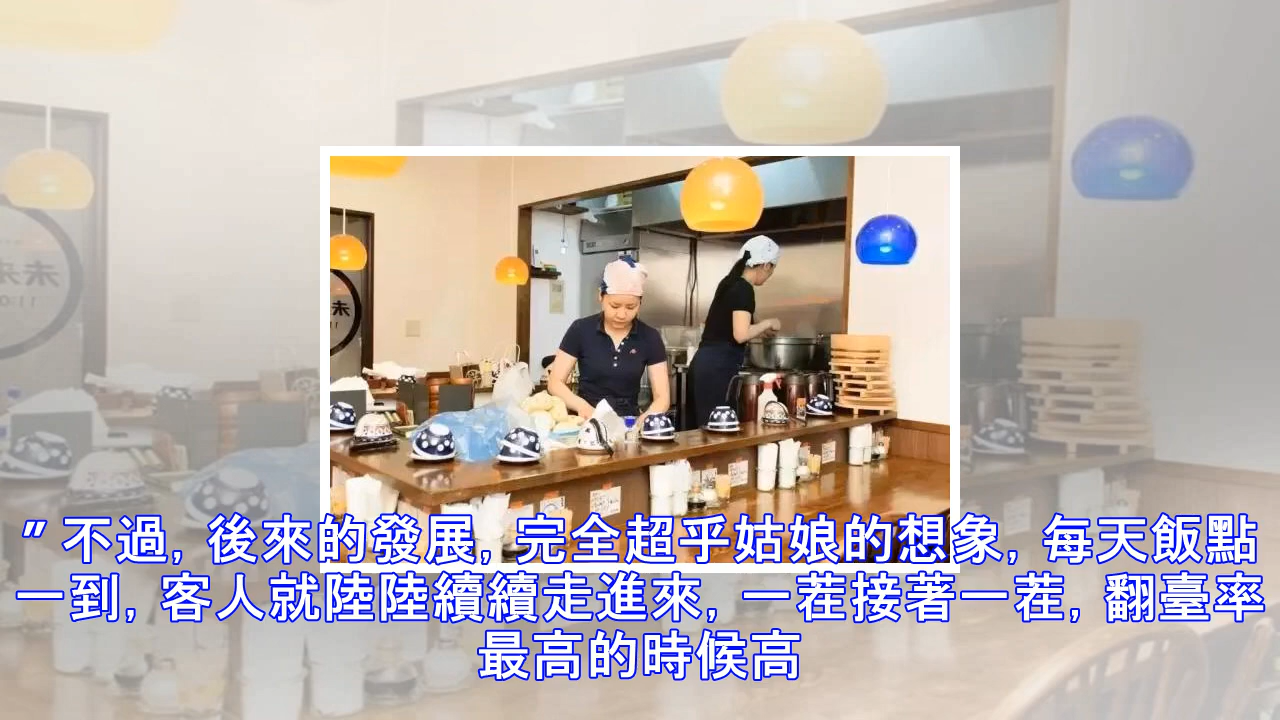 "不過, 後來的發展, 完全超乎姑娘的想象, 每天飯點
一到, 客人就陸陸續續走進來, 一茬接著一茬, 翻臺率
最高的時候高